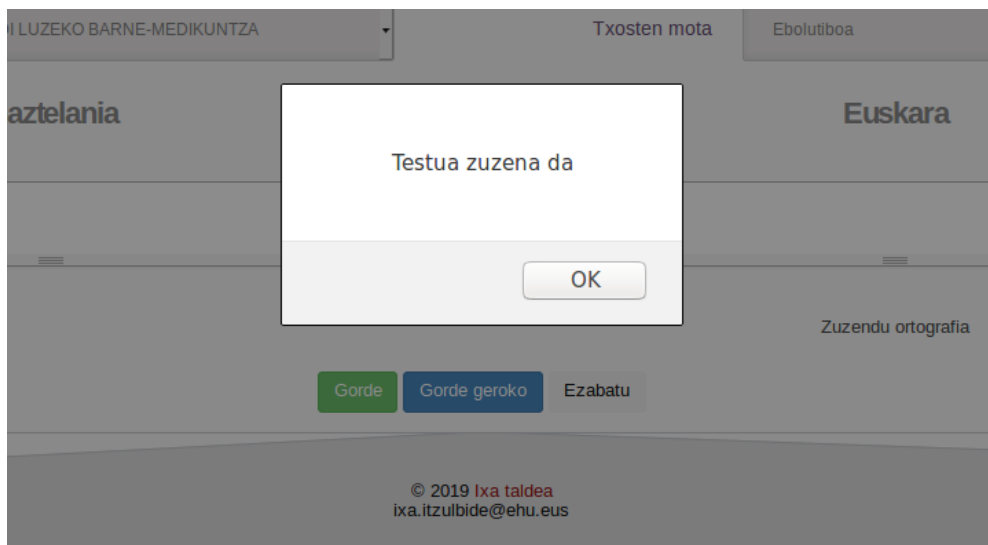 LUZEKO BARNE-MEDIKUNTZA
Txosten mota
Ebolutiboa
aztelania
Euskara
Testua zuzena da
OK
Zuzendu ortografia
Gorde
Gorde geroko
Ezabatu
© 2019 Ixa taldea
ixa.itzulbide@ehu.eus